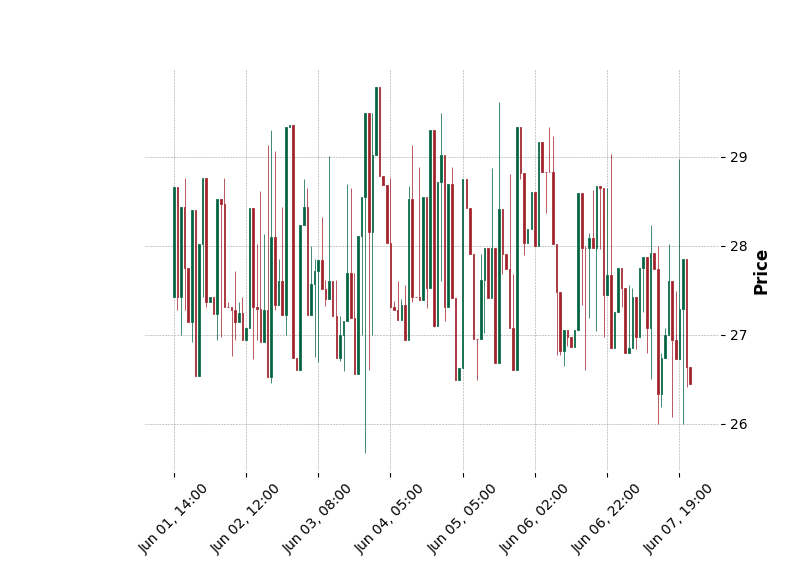 29
28
27
26
Price
Jun 01, 14:00
Jun 02, 12:00
Jun 03, 08:00
Jun 04, 05:00
Jun 05, 05:00
Jun 06, 02:00
Jun 06, 22:00
Jun 07, 19:00